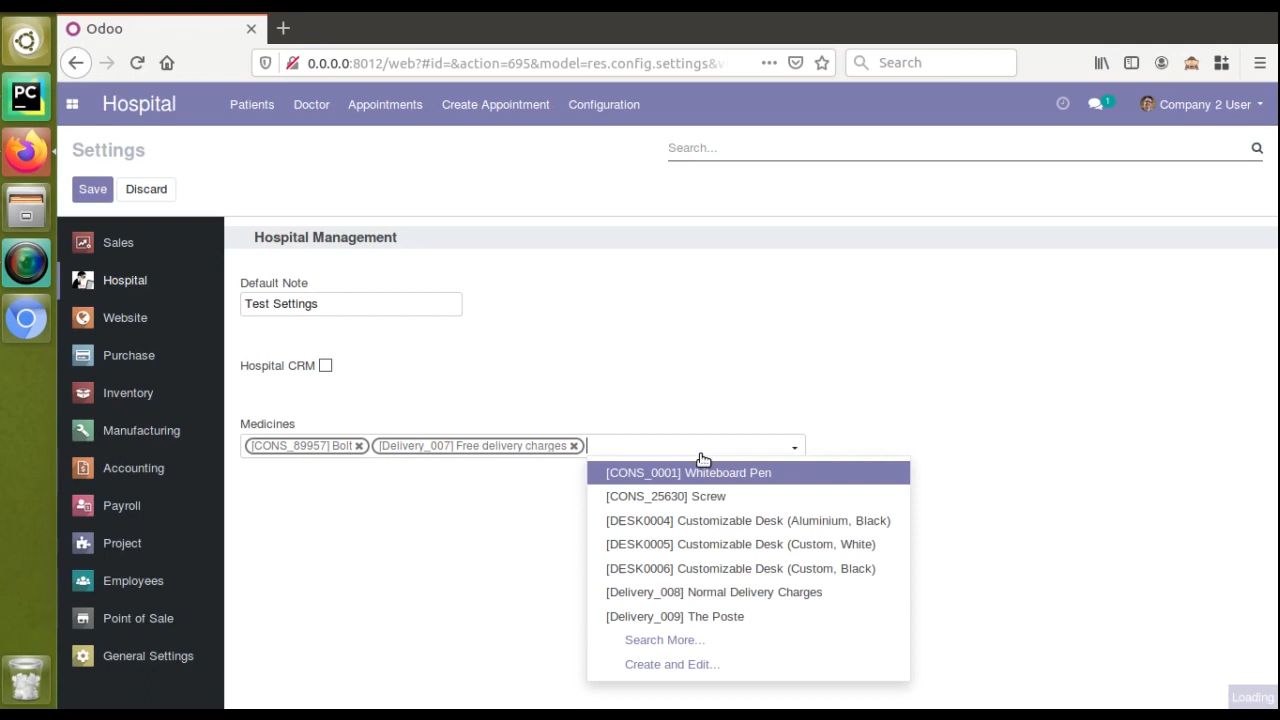 Odoo
0.0.0.0:8012/web?#id=&action=695&model=res.config.settings&
Search
Hospital Patients Doctor Appointments Create Appointment Configuration 1 Company 2 User
Settings
Search...
Save Discard
PC
Sales
Hospital
Website
Purchase
Inventory
Manufacturing
Accounting
Payroll
Project
Employees
Point of Sale
General Settings
Hospital Management
Default Note
Test Settings
Hospital CRM
Medicines
[CONS_89957] Bolt [Delivery_007] Free delivery charges
[CONS_0001] Whiteboard Pen
[CONS_25630] Screw
[DESK0004] Customizable Desk (Aluminium, Black)
[DESK0005] Customizable Desk (Custom, White)
[DESK0006] Customizable Desk (Custom, Black)
[Delivery_008] Normal Delivery Charges
[Delivery_009] The Poste
Search More...
Create and Edit...
Loading